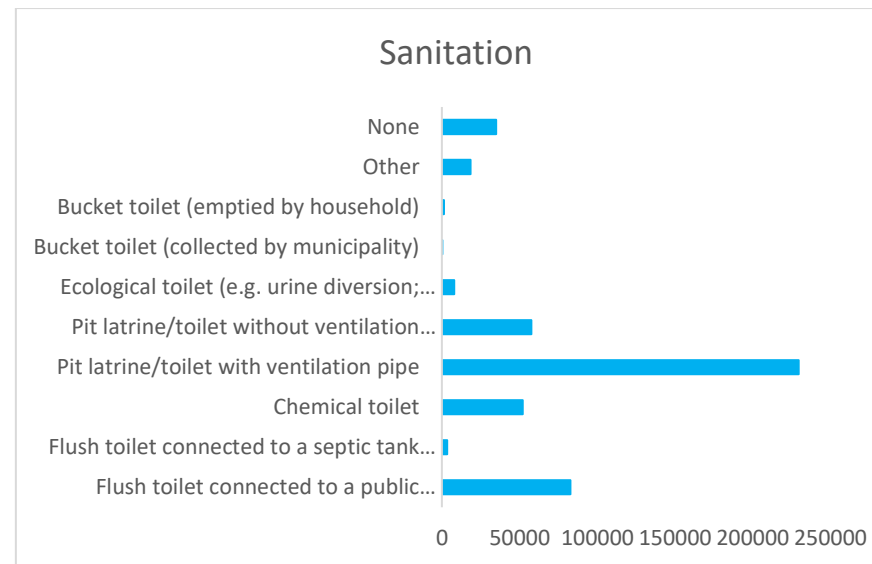 Sanitation
None
Other
Bucket toilet (emptied by household)
Bucket toilet (collected by municipality)
Ecological toilet (e.g. urine diversion;...
Pit latrine/toilet without ventilation...
Pit latrine/toilet with ventilation pipe
Chemical toilet
Flush toilet connected to a septic tank...
Flush toilet connected to a public...
0 50000 100000 150000 200000 250000